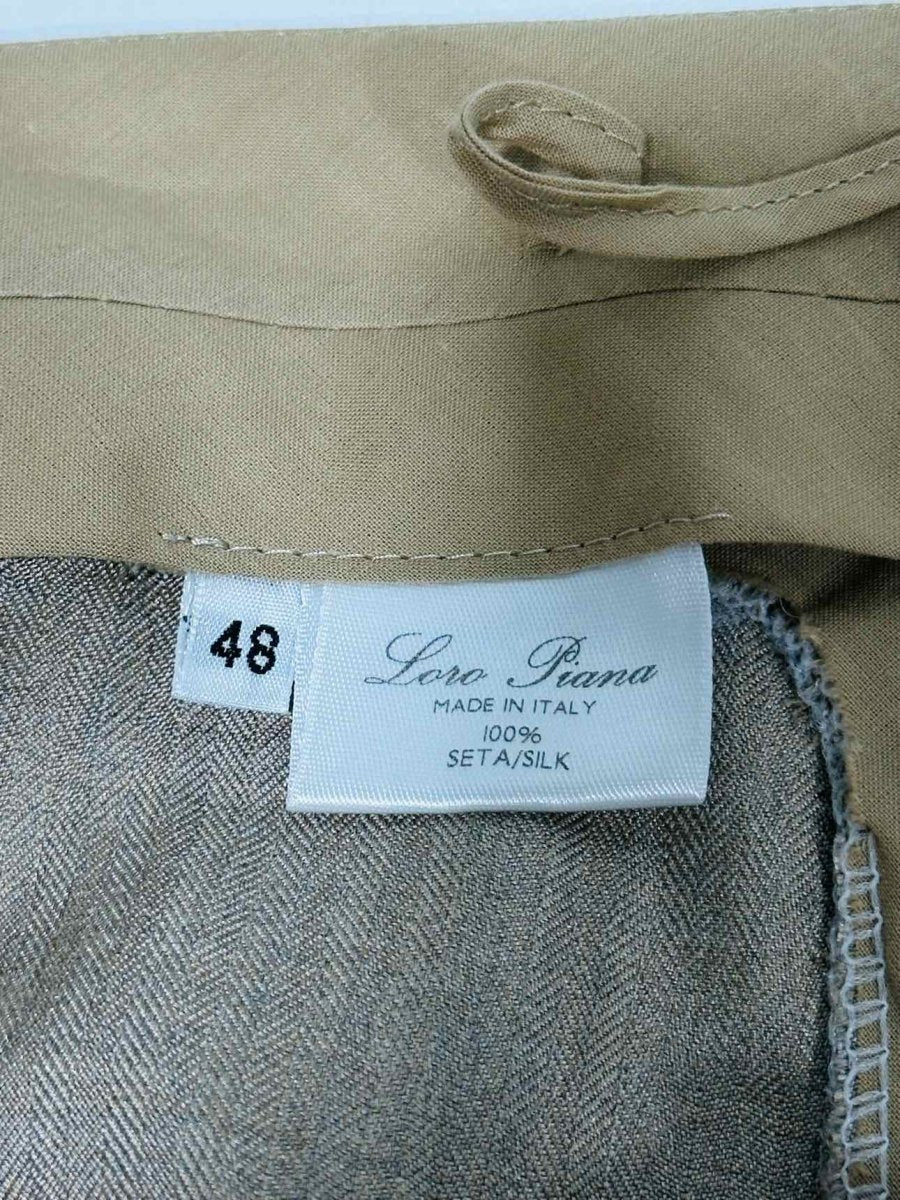 48
Loro Piana
MADE IN ITALY
100%
SETA/SILK